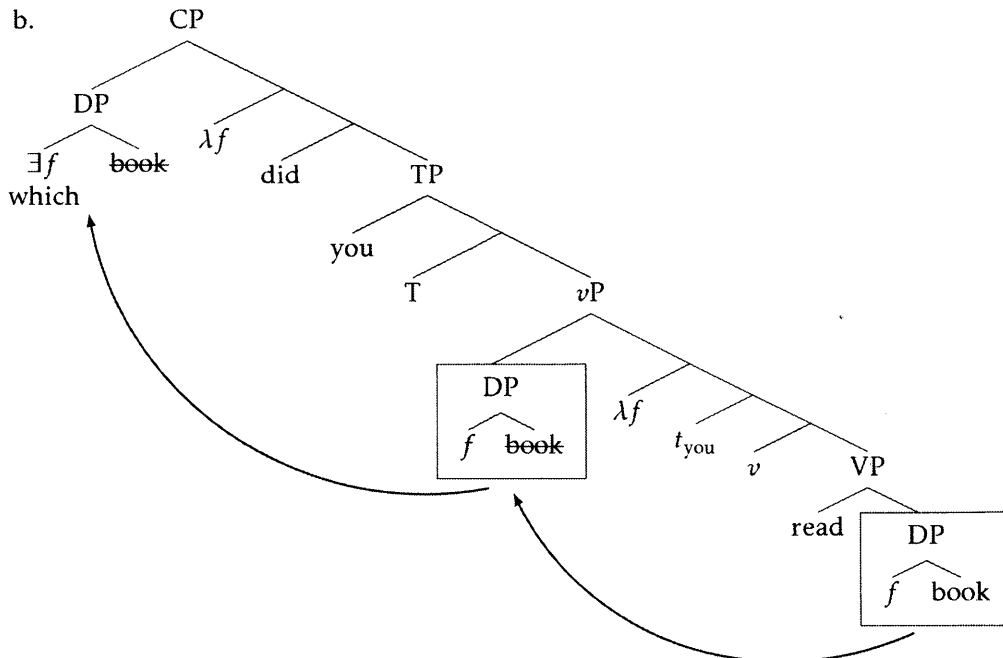 b.
CP
DP
∃f book
which
λf
did
TP
you
T
vP
DP
f book
λf
t_you
v
VP
read
DP
f book